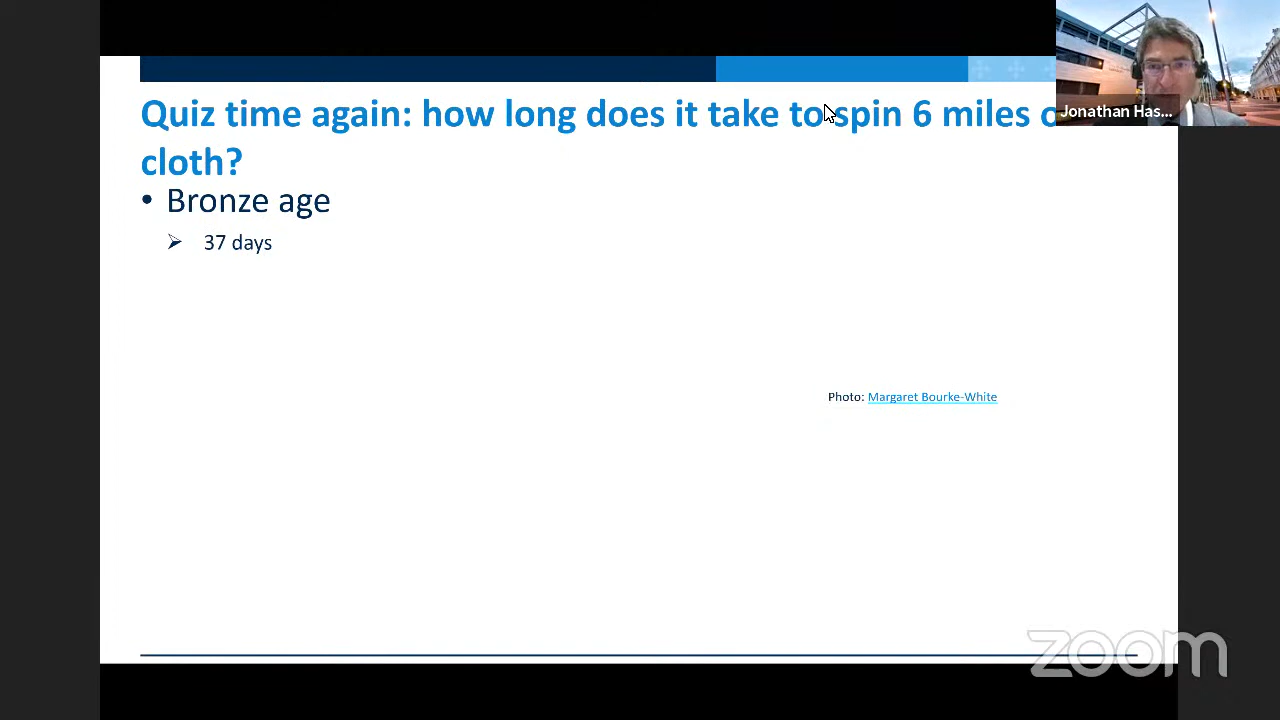 Quiz time again: how long does it take to spin 6 miles
cloth?
• Bronze age
➢ 37 days
Photo: Margaret Bourke-White
Jonathan Has...
zoom